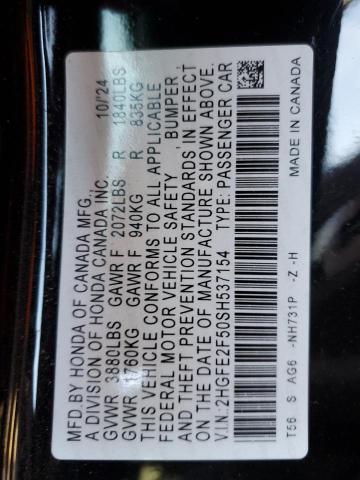 MFD. BY HONDA OF CANADA MFG.,
A DIVISION OF HONDA CANADA INC. 10/'24
GVWR 3880LBS GAWR F 2072LBS R 1840LBS
GVWR 1760KG GAWR F 940KG R 835KG
THIS VEHICLE CONFORMS TO ALL APPLICABLE
FEDERAL MOTOR VEHICLE SAFETY, BUMPER,
AND THEFT PREVENTION STANDARDS IN EFFECT
ON THE DATE OF MANUFACTURE SHOWN ABOVE.
V.I.N: 2HGFE2F50SH537154 TYPE: PASSENGER CAR
T56 S AG6 -NH731P -Z -H MADE IN CANADA